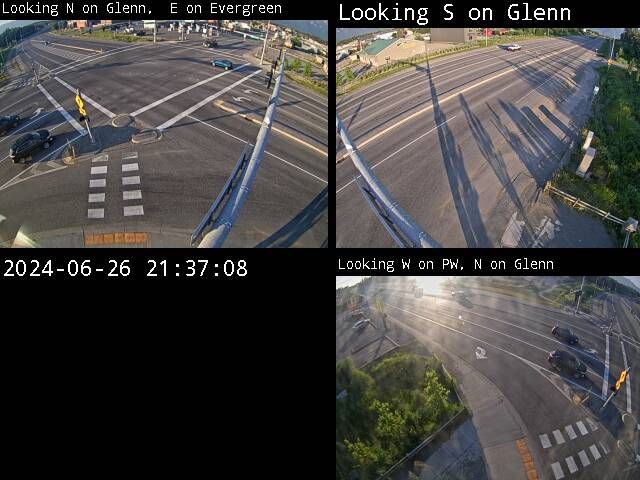 Looking N on Glenn, E on Evergreen
Looking S on Glenn
2024-06-26 21:37:08
Looking W on PW, N on Glenn